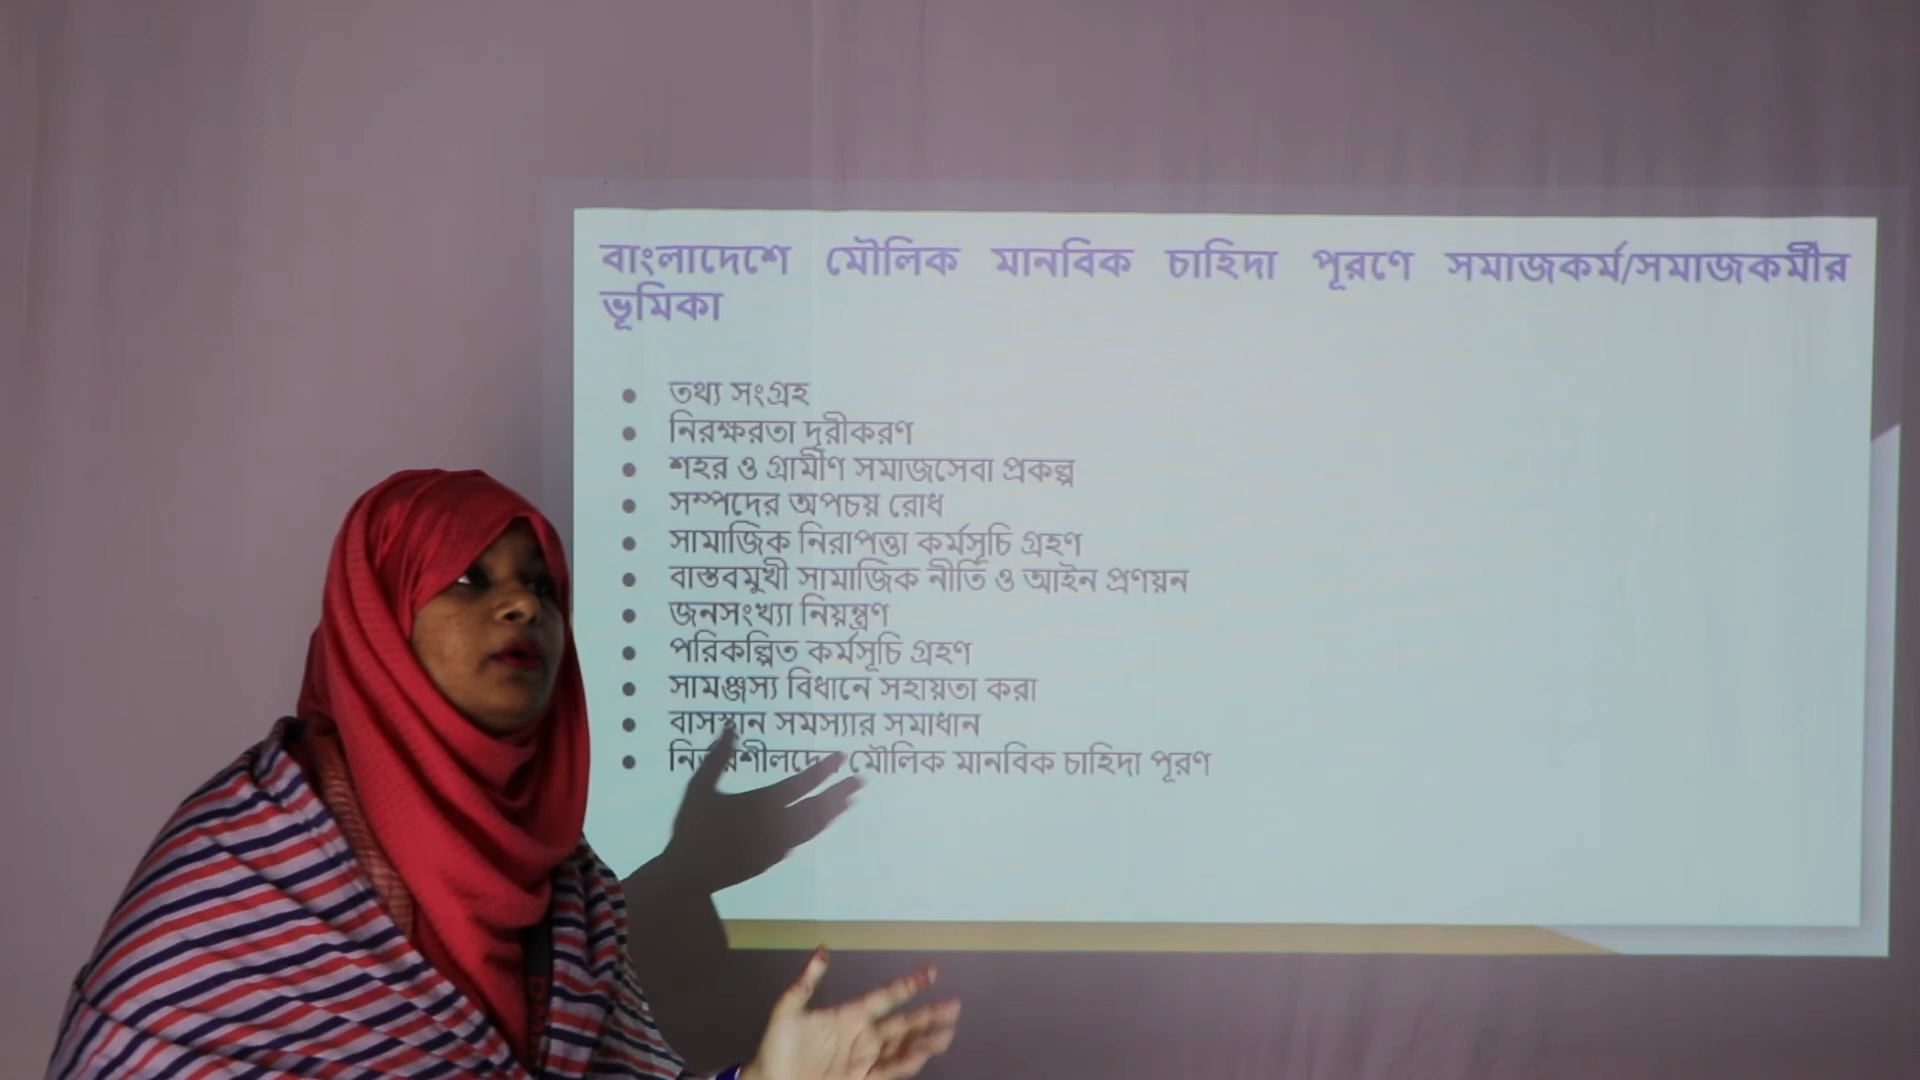 বাংলাদেশে মৌলিক মানবিক চাহিদা পূরণে সমাজকর্ম/সমাজকর্মীর
ভূমিকা
● তথ্য সংগ্রহ
● নিরক্ষরতা দূরীকরণ
● শহর ও গ্রামীণ সমাজসেবা প্রকল্প
● সম্পদের অপচয় রোধ
● সামাজিক নিরাপত্তা কর্মসূচি গ্রহণ
● বাস্তবমুখী সামাজিক নীতি ও আইন প্রণয়ন
● জনসংখ্যা নিয়ন্ত্রণ
● পরিকল্পিত কর্মসূচি গ্রহণ
● সামঞ্জস্য বিধানে সহায়তা করা
● বাসস্থান সমস্যার সমাধান
● নির্ভরশীলদের মৌলিক মানবিক চাহিদা পূরণ